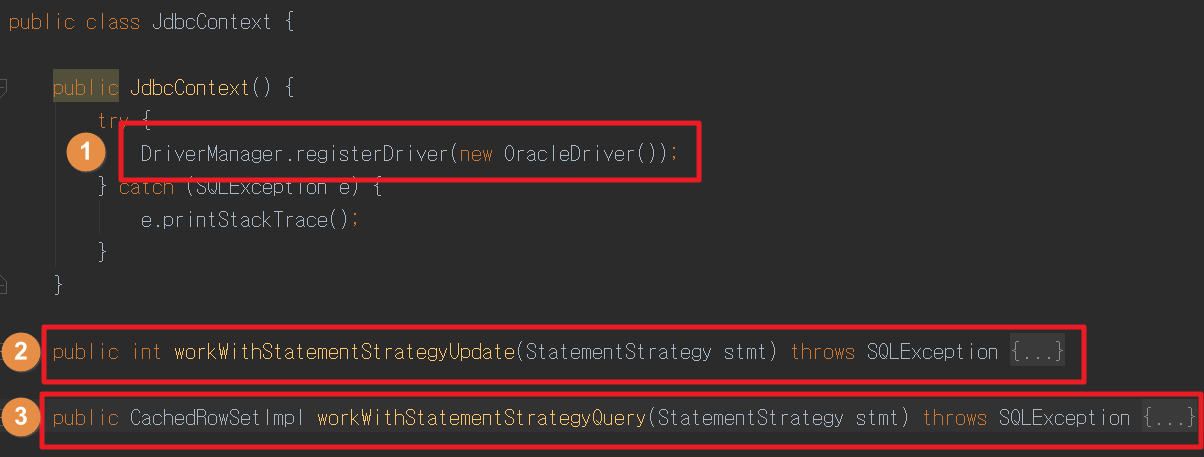 public class JdbcContext {
public JdbcContext() {
try {
1 DriverManager.registerDriver(new OracleDriver());
} catch (SQLException e) {
e.printStackTrace();
}
}
2 public int workWithStatementStrategyUpdate(StatementStrategy stmt) throws SQLException {...}
3 public CachedRowSetImpl workWithStatementStrategyQuery(StatementStrategy stmt) throws SQLException {...}